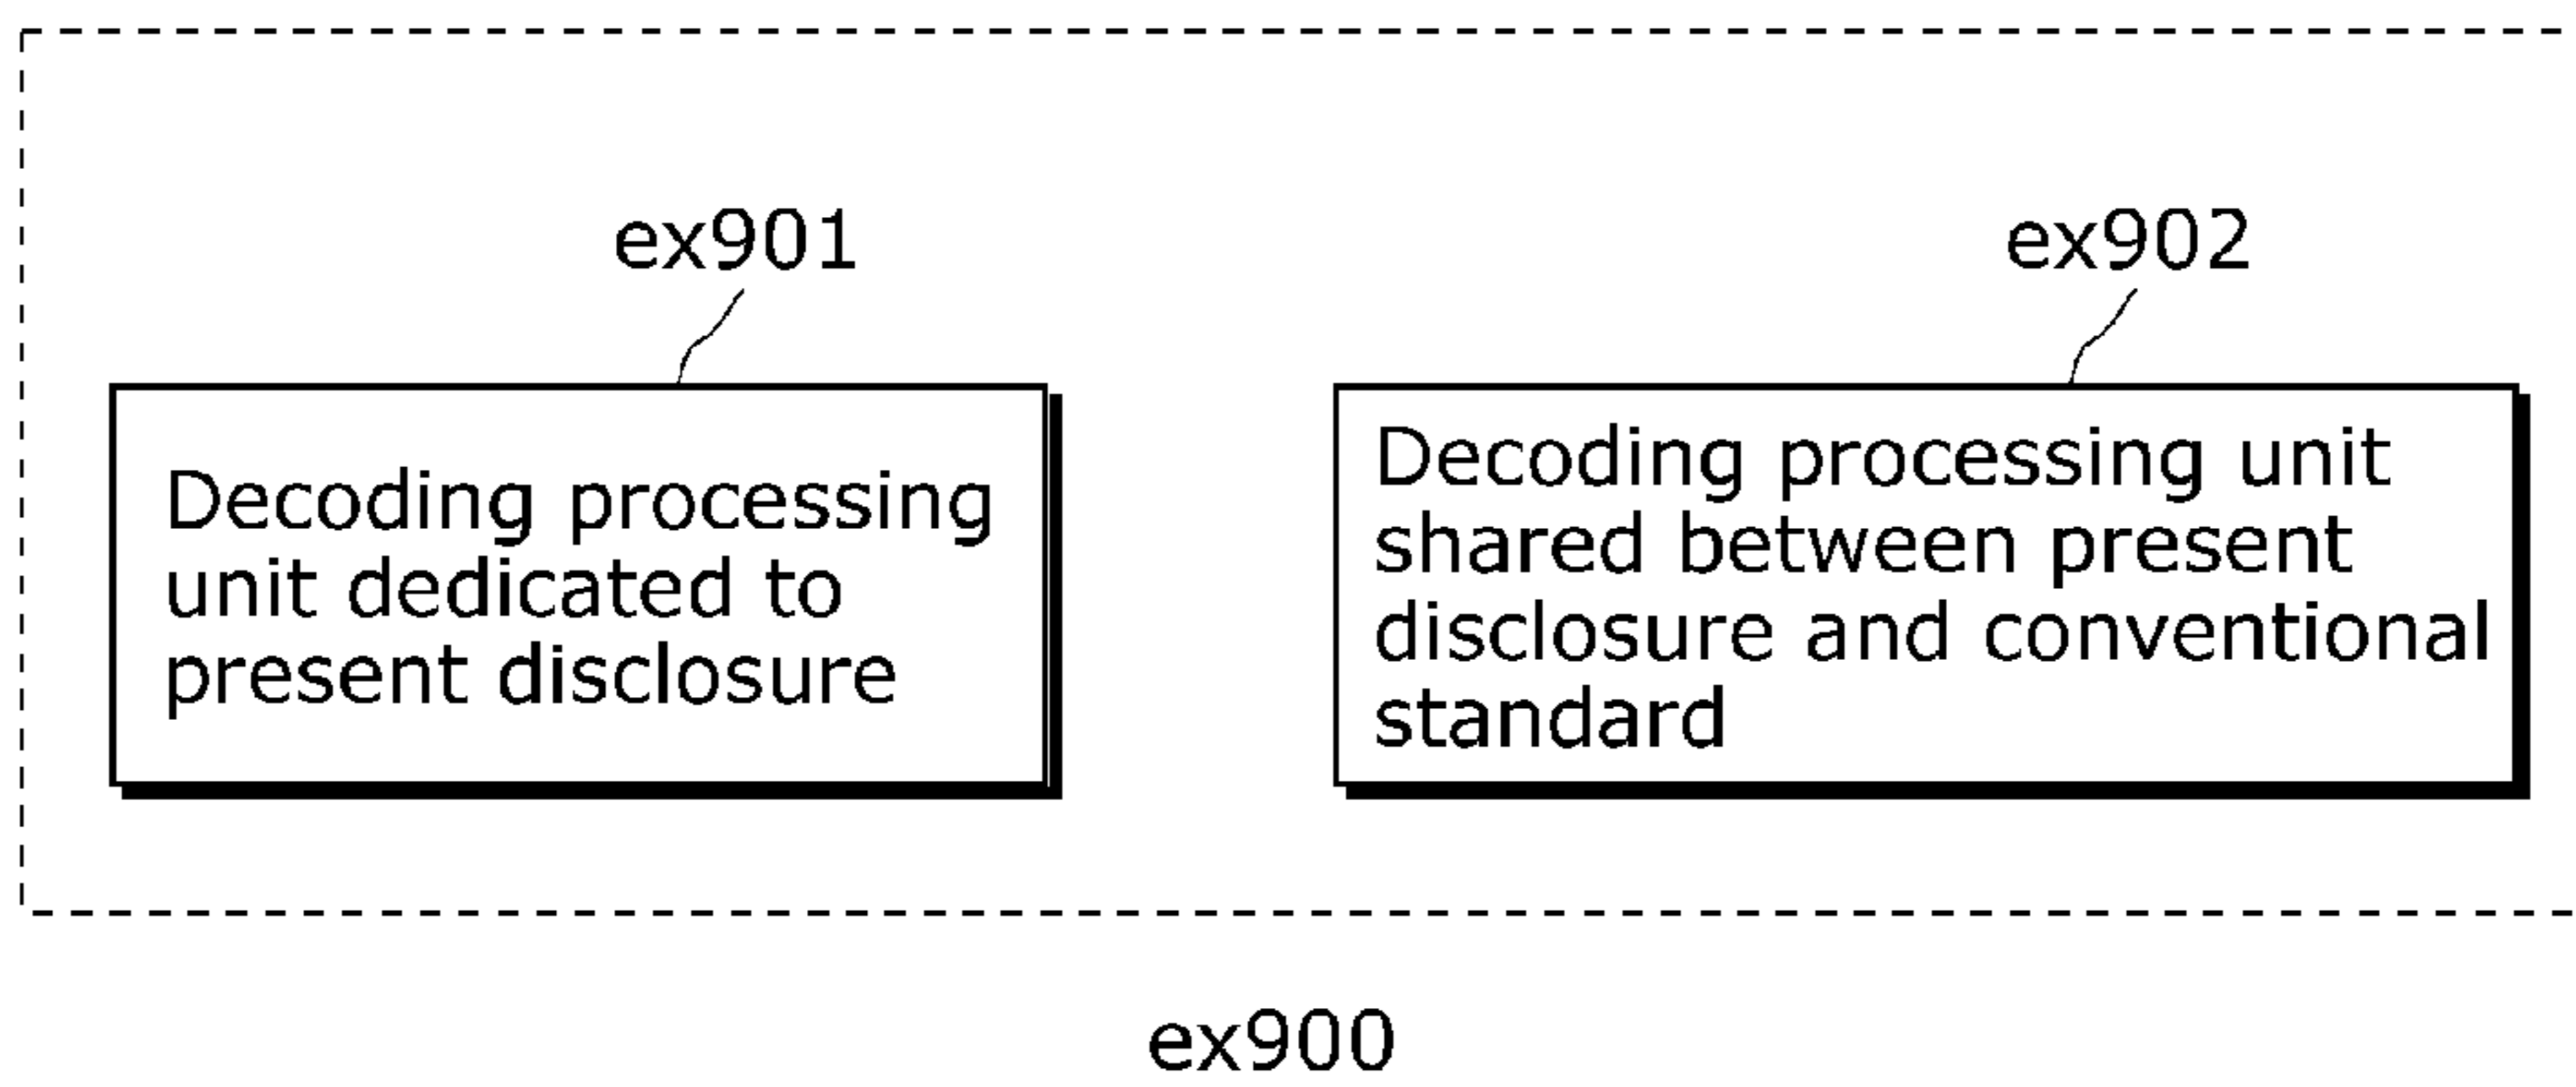 ex901
Decoding processing
unit dedicated to
present disclosure
ex902
Decoding processing unit
shared between present
disclosure and conventional
standard
ex900